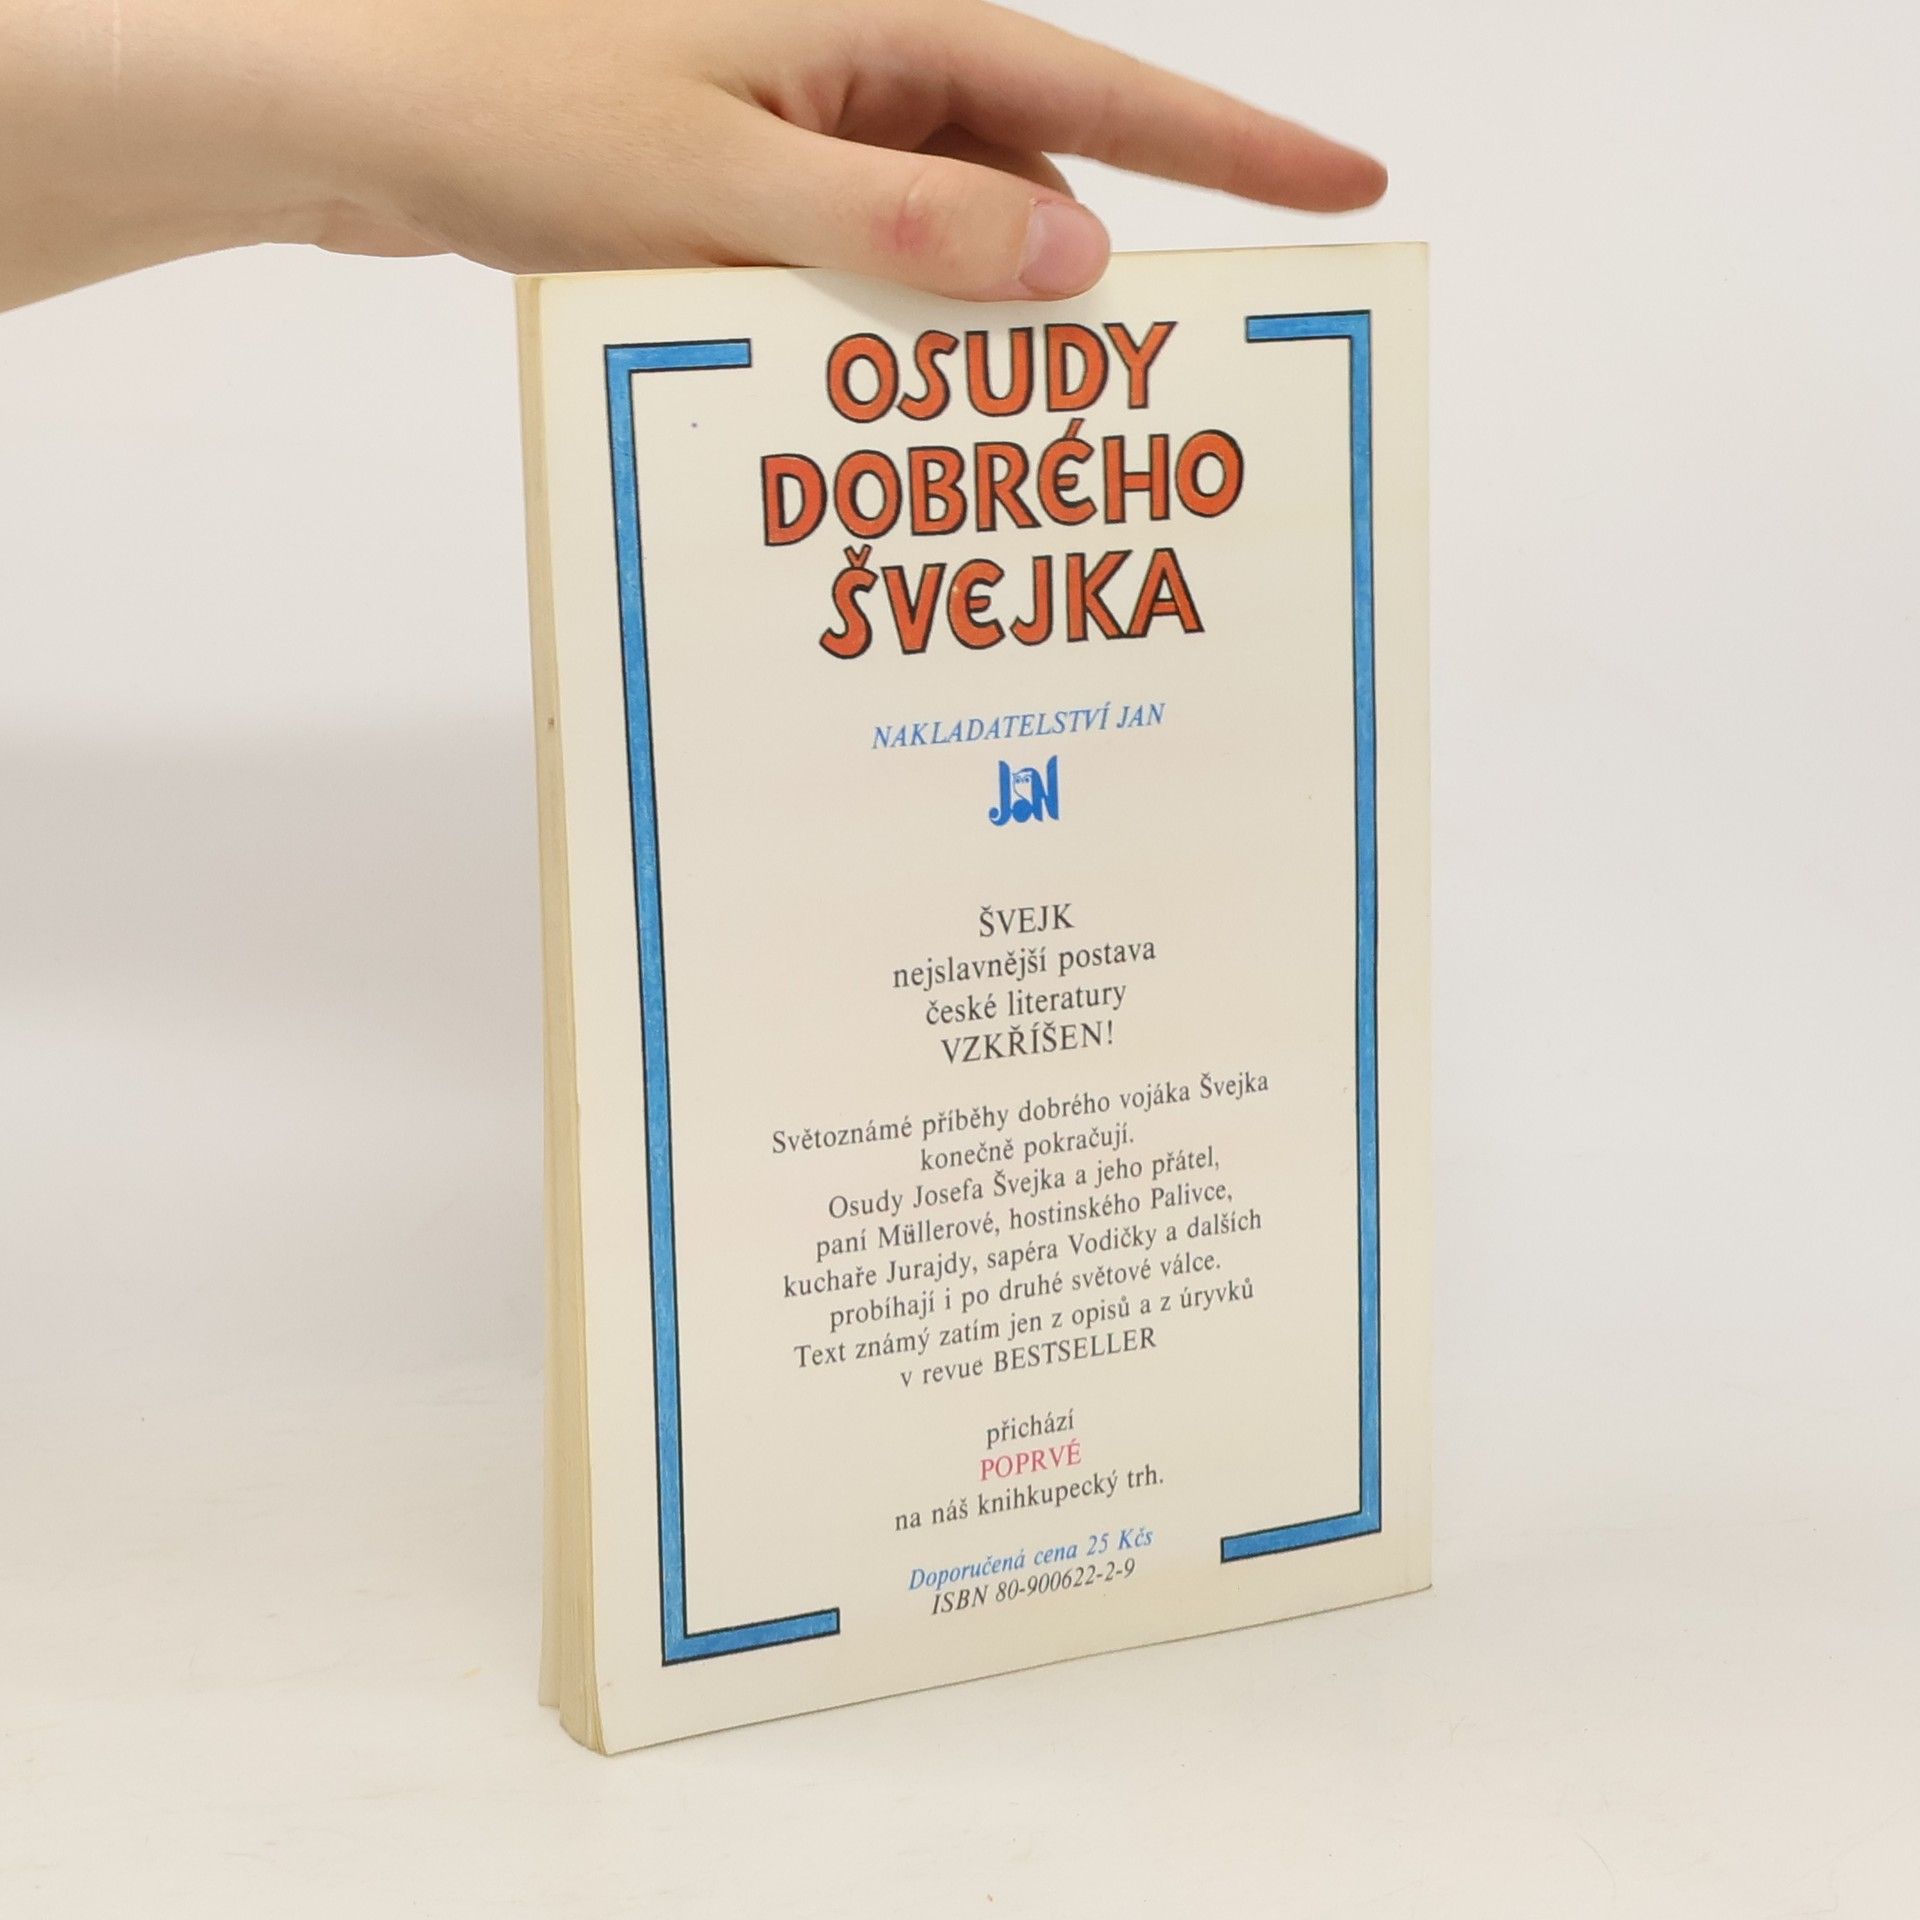 OSUDY
DOBRÉHO
ŠVEJKA
NAKLADATELSTVÍ JAN
JAN
ŠVEJK
nejslavnější postava
české literatury
VZKŘÍŠEN!
Světoznámé příběhy dobrého vojáka Švejka
konečně pokračují.
Osudy Josefa Švejka a jeho přátel,
paní Müllerové, hostinského Palivce,
kuchaře Jurajdy, sapéra Vodičky a dalších
probíhají i po druhé světové válce.
Text známý zatím jen z opisů a z úryvků
v revue BESTSELLER
přichází
POPRVÉ
na náš knihkupecký trh.
Doporučená cena 25 Kčs
ISBN 80-900622-2-9